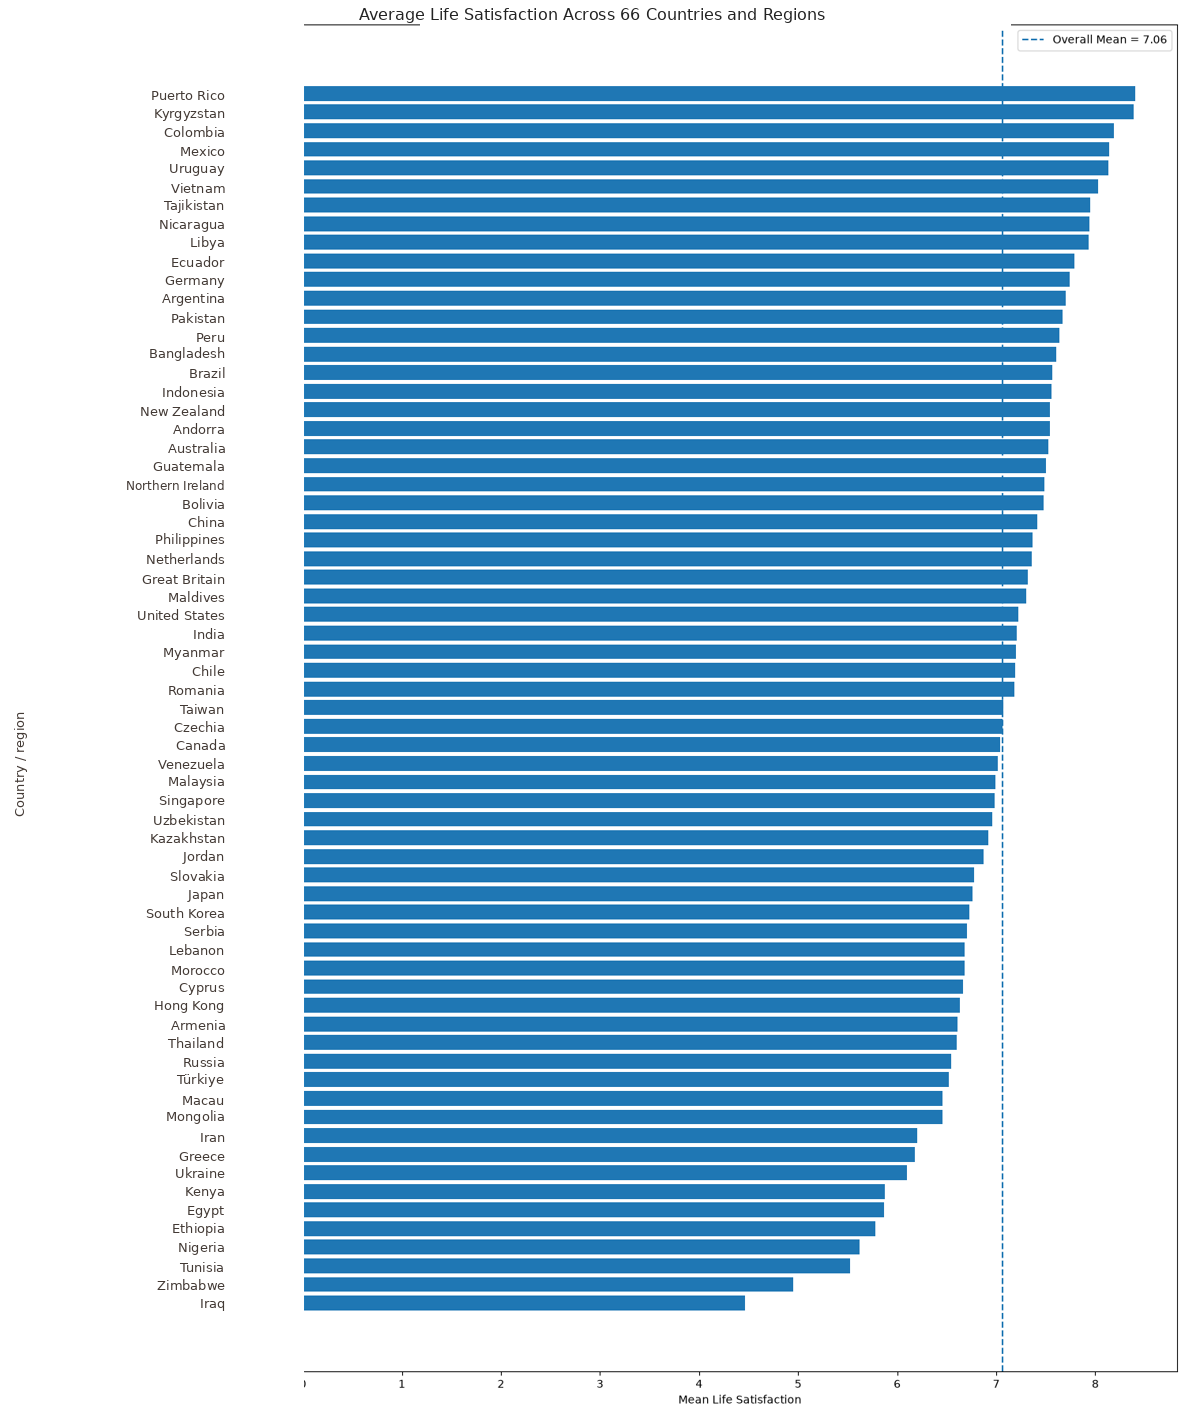 Average Life Satisfaction Across 66 Countries and Regions
Overall Mean = 7.06
Puerto Rico
Kyrgyzstan
Colombia
Mexico
Uruguay
Vietnam
Tajikistan
Nicaragua
Libya
Ecuador
Germany
Argentina
Pakistan
Peru
Bangladesh
Brazil
Indonesia
New Zealand
Andorra
Australia
Guatemala
Northern Ireland
Bolivia
China
Philippines
Netherlands
Great Britain
Maldives
United States
India
Myanmar
Chile
Romania
Taiwan
Czechia
Canada
Venezuela
Malaysia
Singapore
Uzbekistan
Kazakhstan
Jordan
Slovakia
Japan
South Korea
Serbia
Lebanon
Morocco
Cyprus
Hong Kong
Armenia
Thailand
Russia
Türkiye
Macau
Mongolia
Iran
Greece
Ukraine
Kenya
Egypt
Ethiopia
Nigeria
Tunisia
Zimbabwe
Iraq
Country / region
1 2 3 4 5 6 7 8
Mean Life Satisfaction